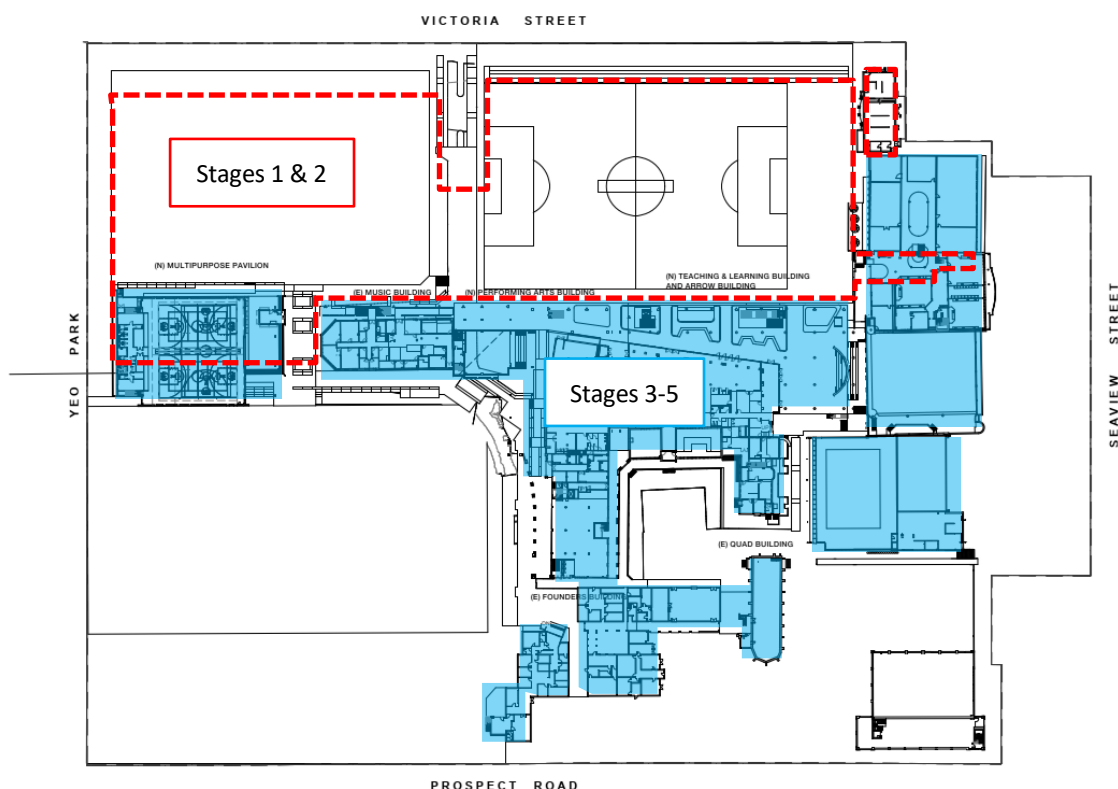 VICTORIA STREET
Stages 1 & 2
(N) MULTIPURPOSE PAVILION
(N) TEACHING & LEARNING BUILDING
AND ARROW BUILDING
(E) MUSIC BUILDING
(N) PERFORMING ARTS BUILDING
YEO PARK
SEAVIEW STREET
Stages 3-5
(E) QUAD BUILDING
(E) FOUNDERS BUILDING
PROSPECT ROAD